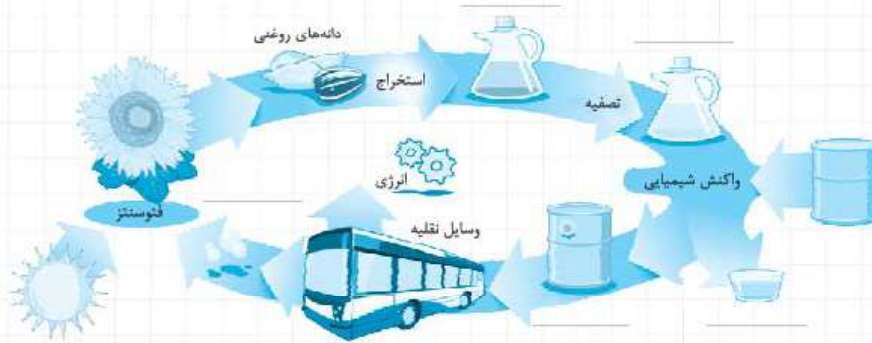 دانه‌های روغنی
استخراج
تصفیه
واکنش شیمیایی
انرژی
وسایل نقلیه
فتوسنتز